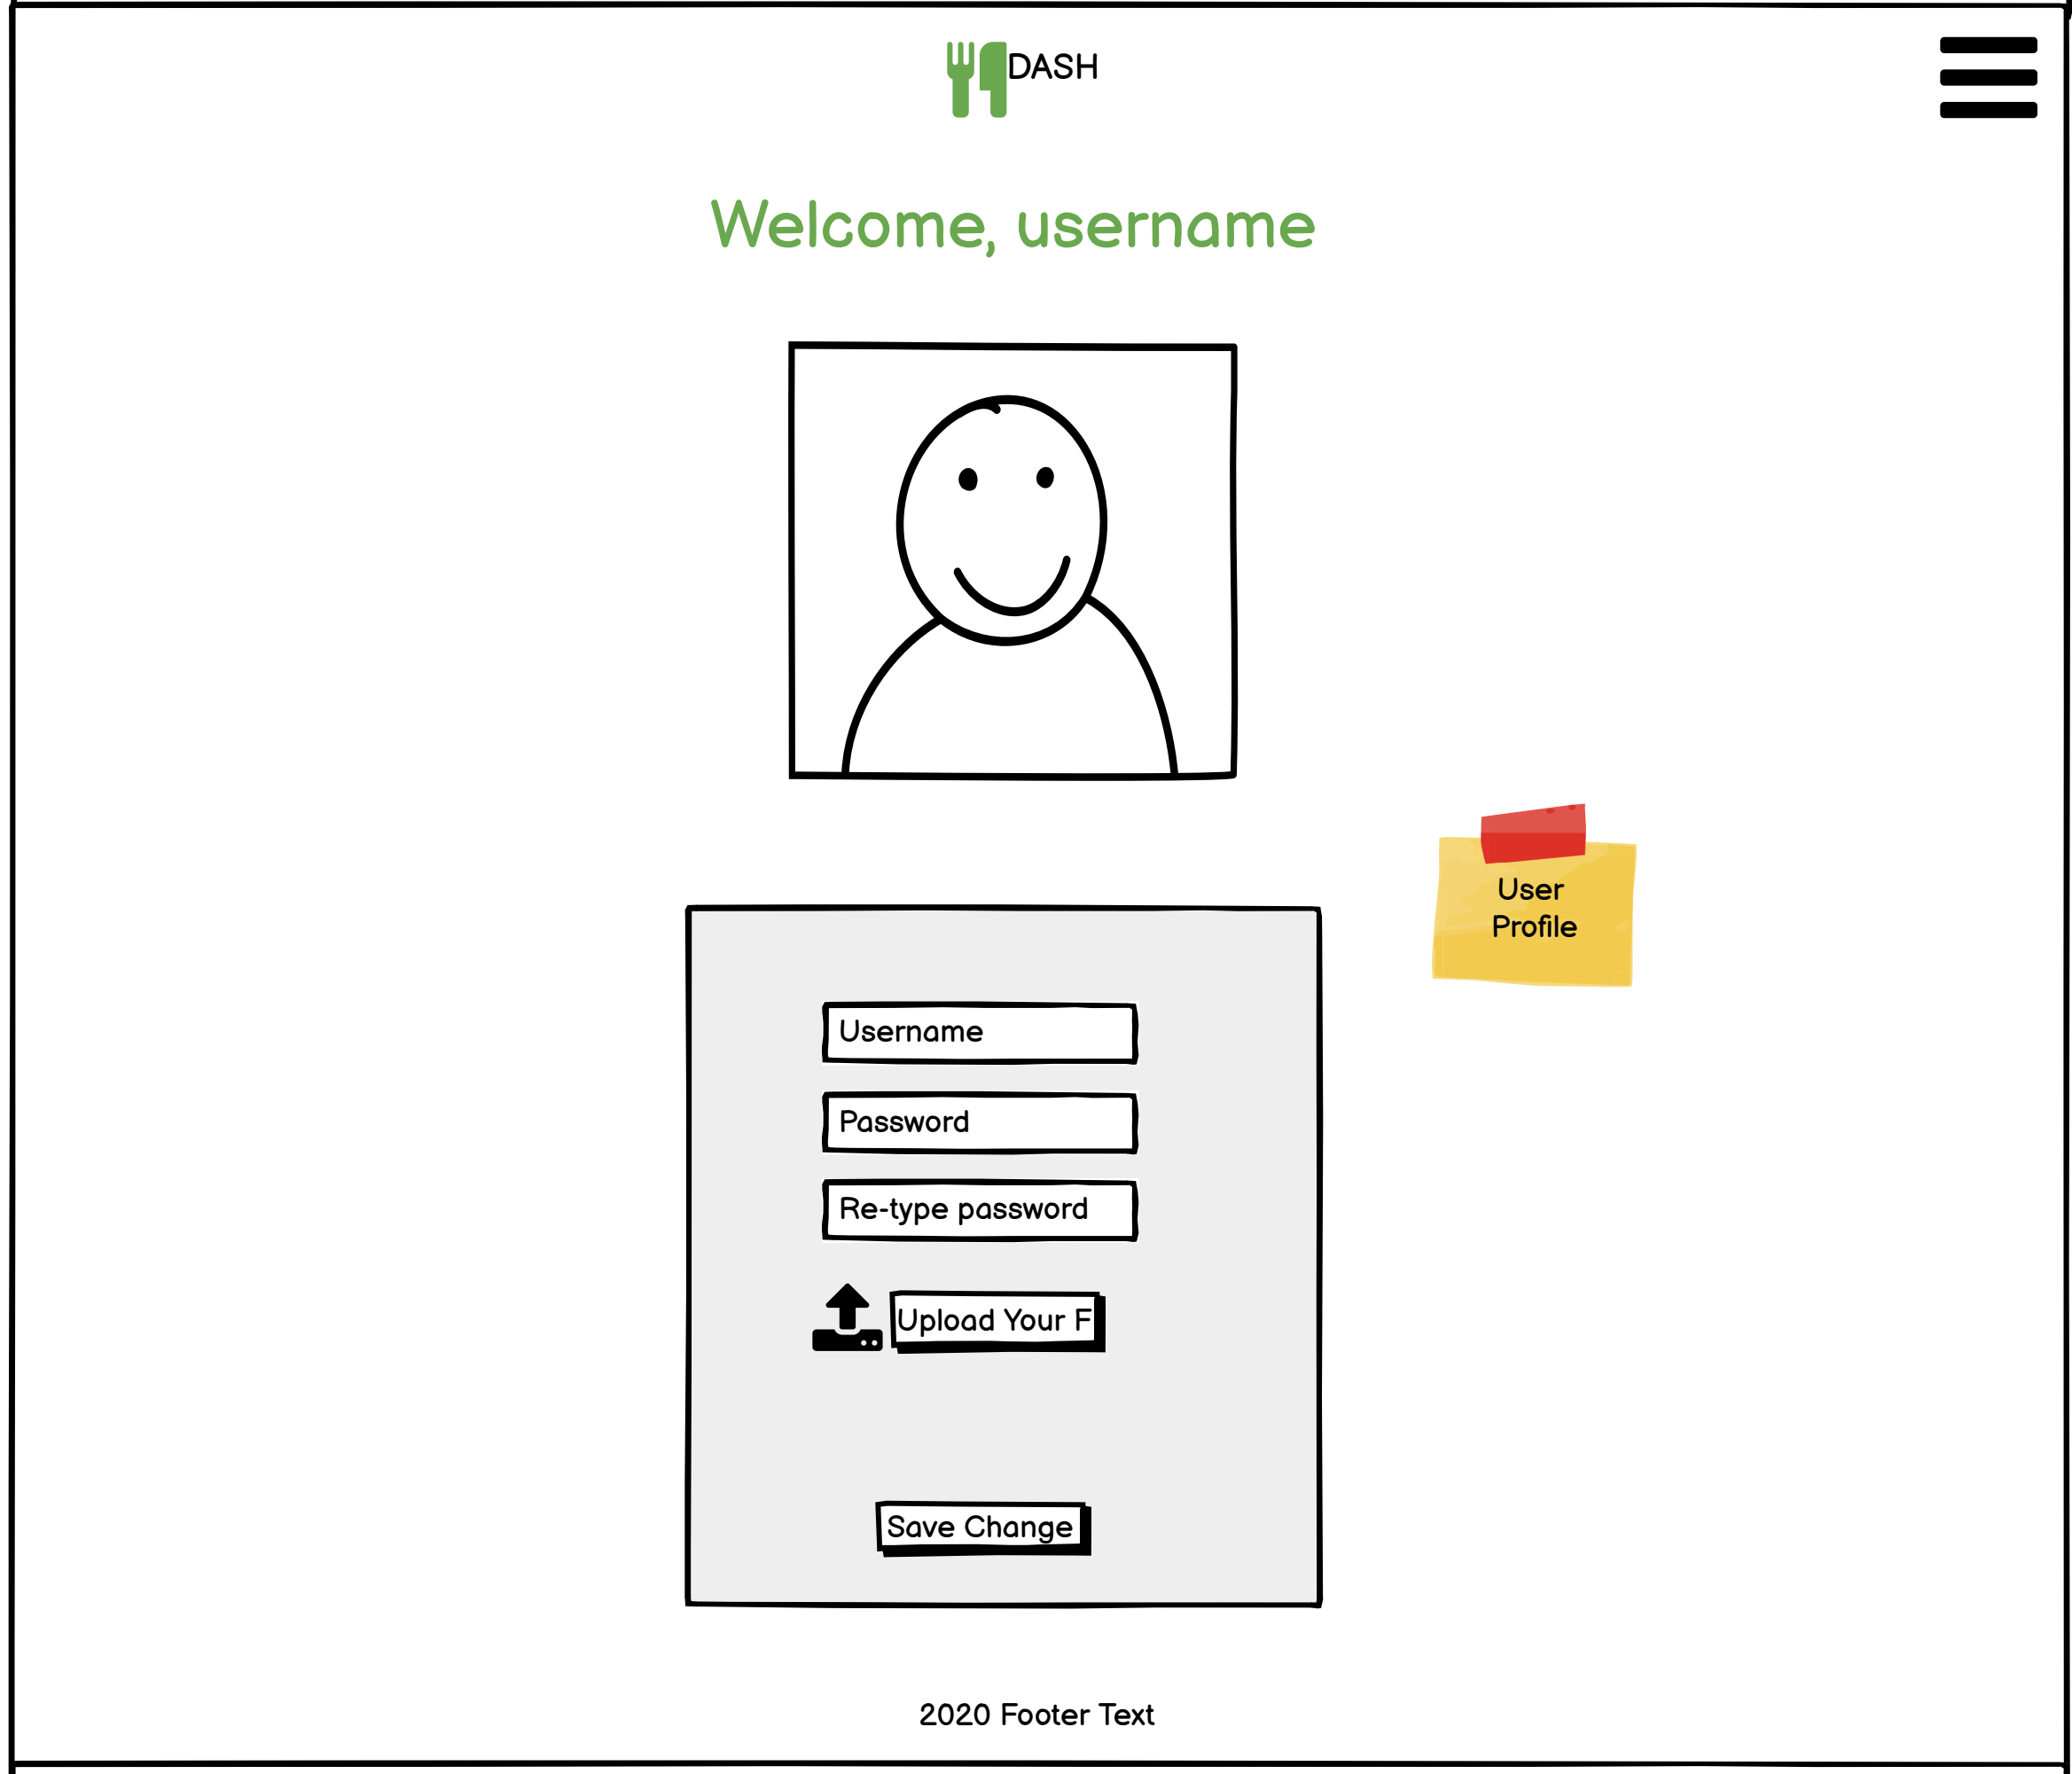 DASH
Welcome, username
User
Profile
Username
Password
Re-type password
Upload Your F
Save Change
2020 Footer Text